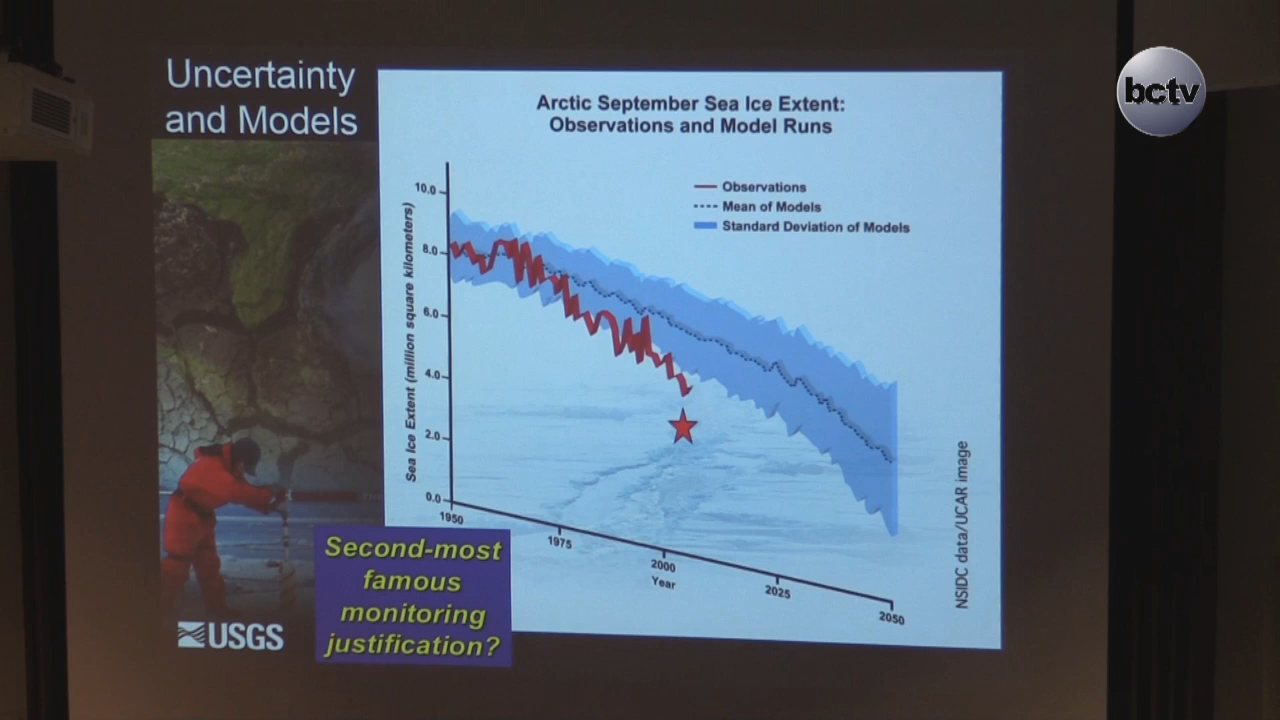 Uncertainty
and Models
bctv
Arctic September Sea Ice Extent:
Observations and Model Runs
Observations
Mean of Models
Standard Deviation of Models
Sea Ice Extent (million square kilometers)
10.0
8.0
6.0
4.0
2.0
0.0
1950
1975
2000
2025
2050
Year
NSIDC data/UCAR image
Second-most
famous
monitoring
justification?
USGS